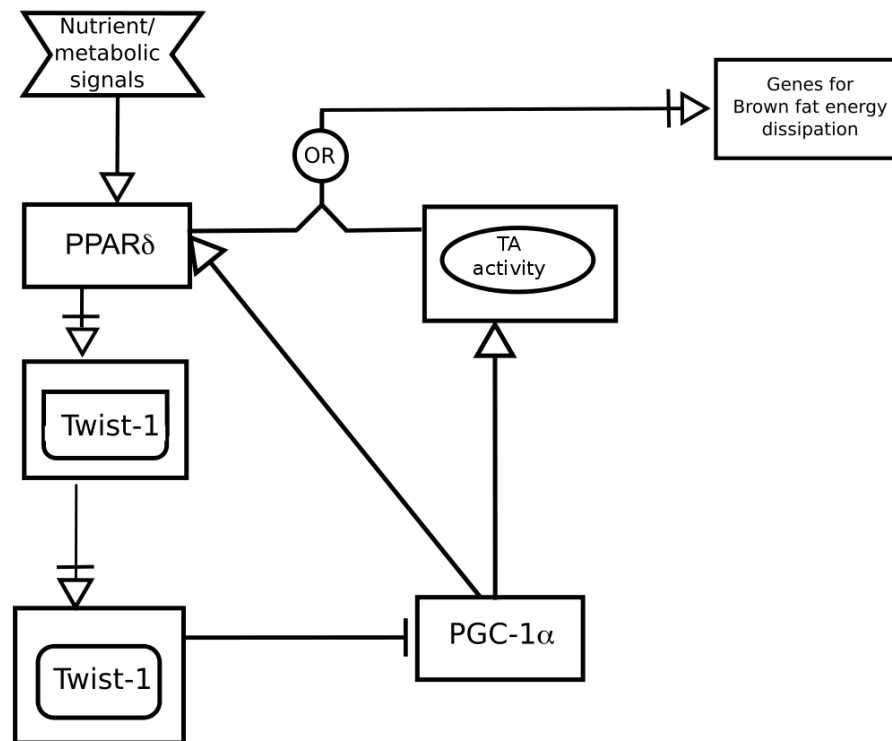 Nutrient/
metabolic
signals
Genes for
Brown fat energy
dissipation
OR
PPARδ
TA
activity
Twist-1
Twist-1
PGC-1α